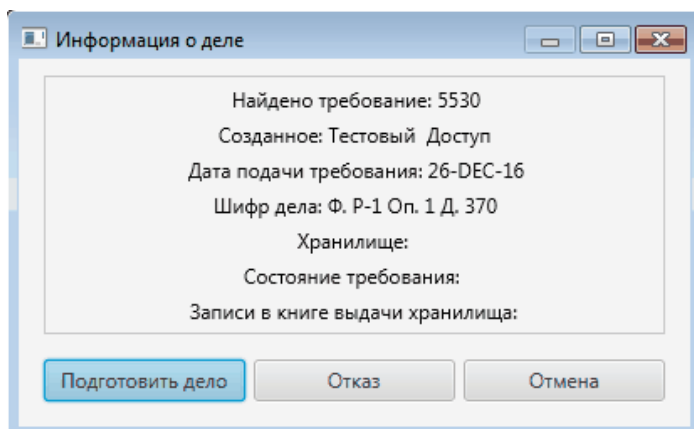 Информация о деле
Найдено требование: 5530
Созданное: Тестовый Доступ
Дата подачи требования: 26-DEC-16
Шифр дела: Ф. Р-1 Оп. 1 Д. 370
Хранилище:
Состояние требования:
Записи в книге выдачи хранилища:
Подготовить дело Отказ Отмена